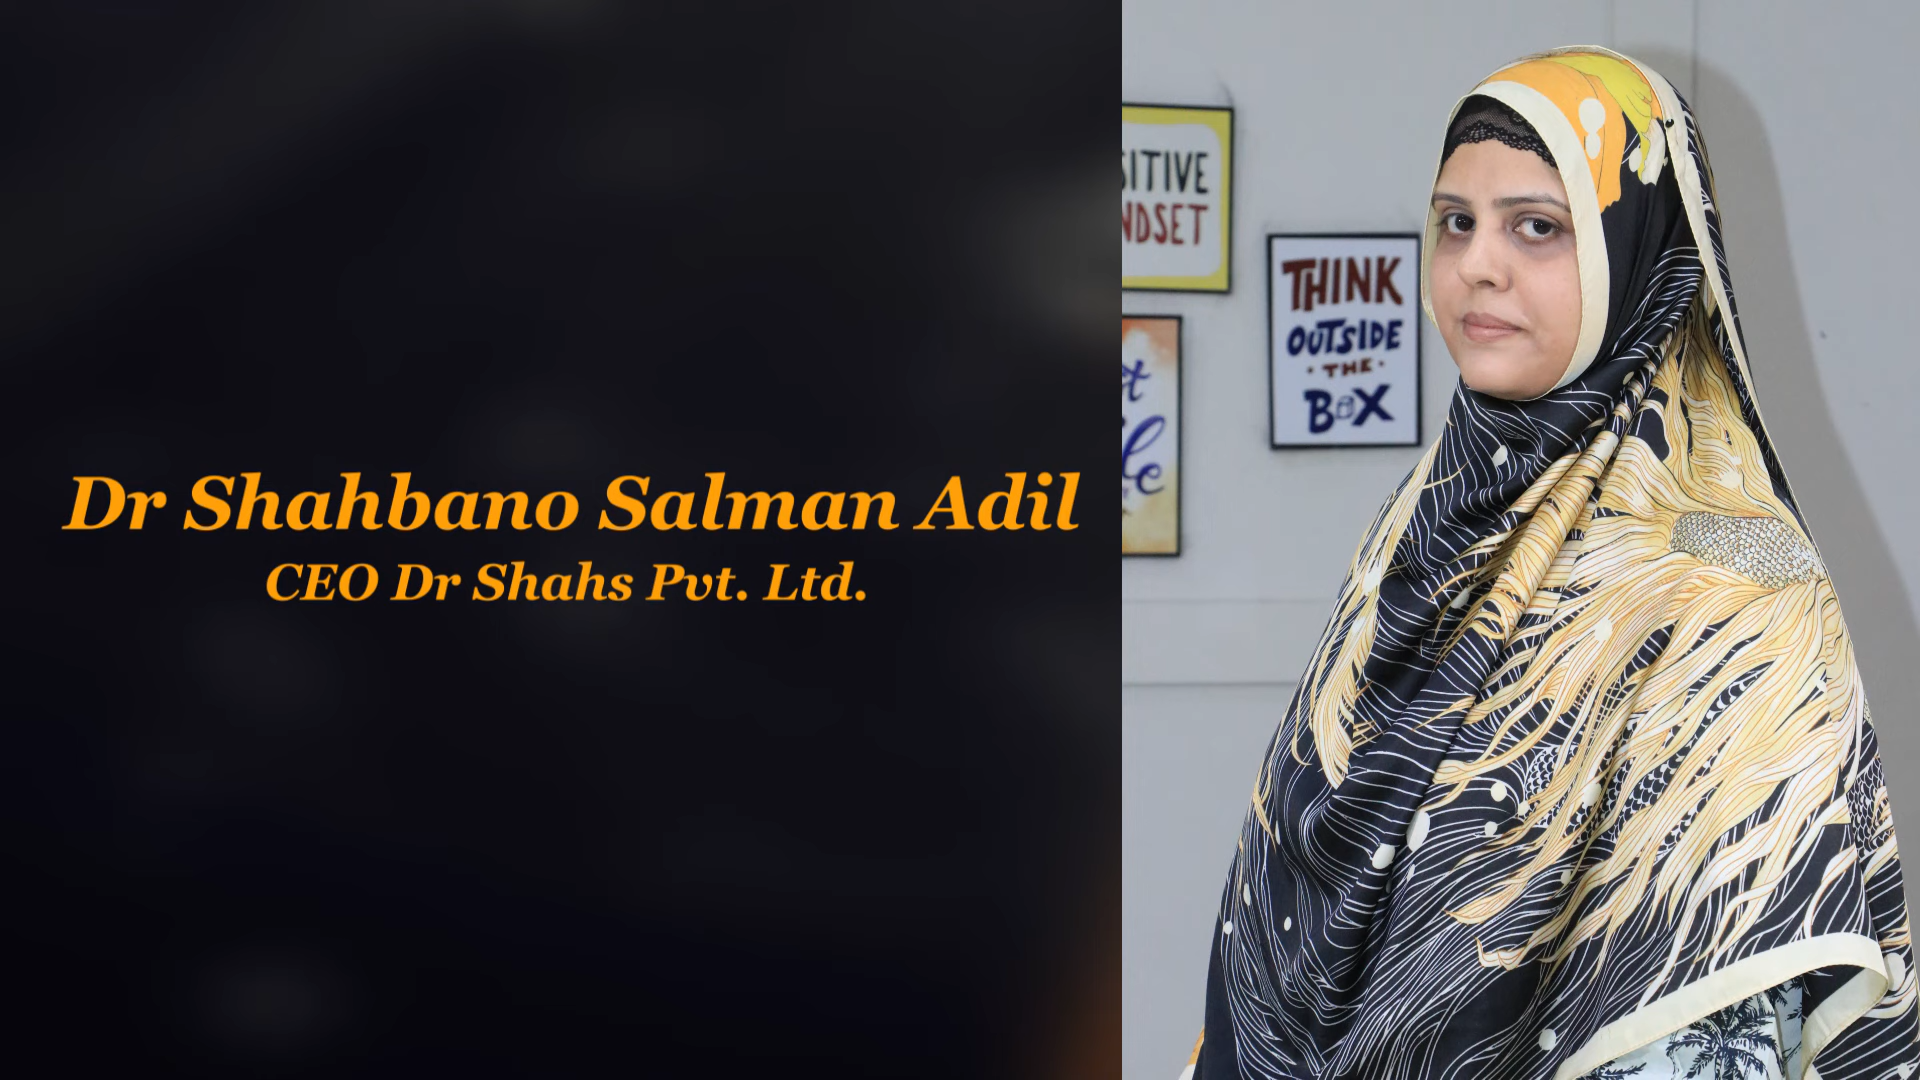 Dr Shahbano Salman Adil
CEO Dr Shahs Pvt. Ltd.
THINK
OUTSIDE
· THE ·
BOX